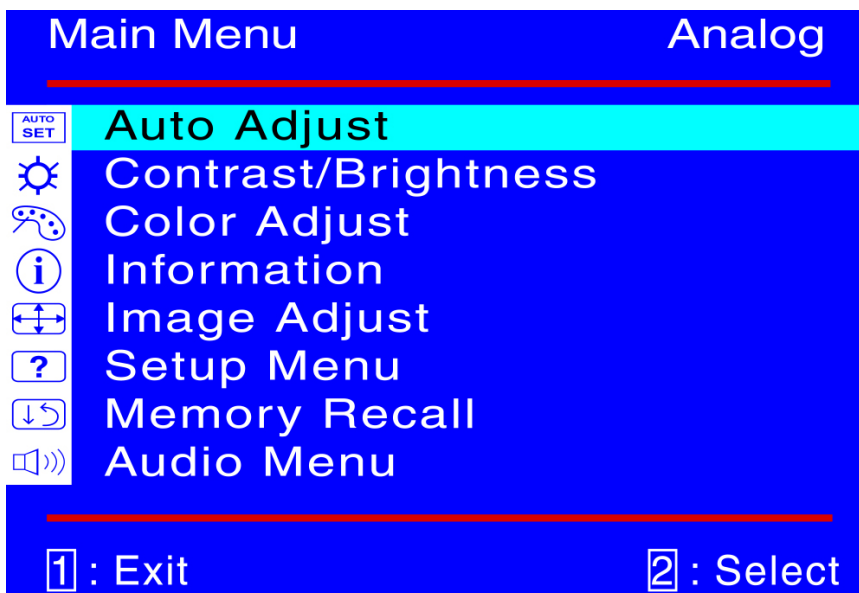 Main Menu Analog
AUTO SET Auto Adjust
Contrast/Brightness
Color Adjust
i Information
Image Adjust
? Setup Menu
Memory Recall
Audio Menu
1 : Exit 2 : Select